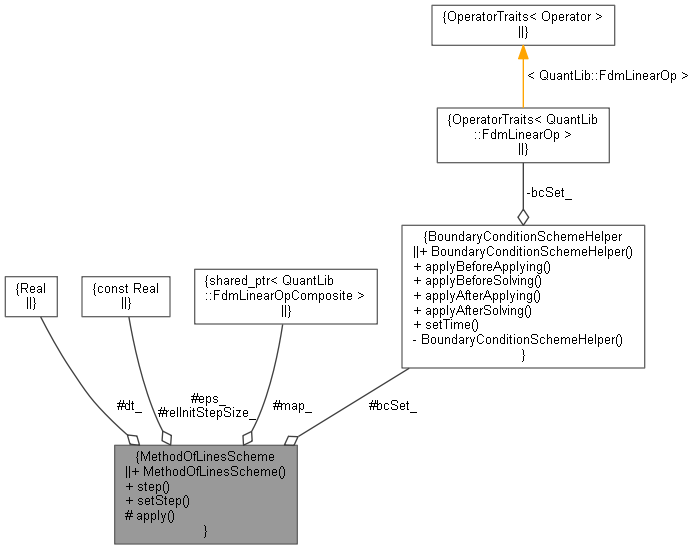 {OperatorTraits< Operator >
||}
< QuantLib::FdmLinearOp >
{OperatorTraits< QuantLib
::FdmLinearOp >
||}
-bcSet_
{BoundaryConditionSchemeHelper
||+ BoundaryConditionSchemeHelper()
+ applyBeforeApplying()
+ applyBeforeSolving()
+ applyAfterApplying()
+ applyAfterSolving()
+ setTime()
- BoundaryConditionSchemeHelper()
}
{Real
||}
{const Real
||}
{shared_ptr< QuantLib
::FdmLinearOpComposite >
||}
#dt_
#eps_
#relInitStepSize_
#map_
#bcSet_
{MethodOfLinesScheme
||+ MethodOfLinesScheme()
+ step()
+ setStep()
# apply()
}